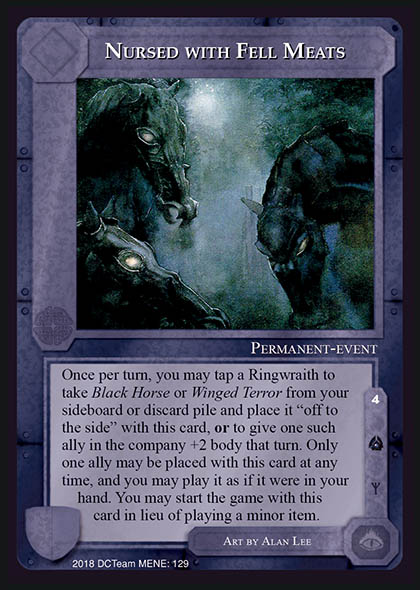 Nursed with Fell Meats
Permanent-event
Once per turn, you may tap a Ringwraith to
take Black Horse or Winged Terror from your
sideboard or discard pile and place it “off to
the side” with this card, or to give one such
ally in the company +2 body that turn. Only
one ally may be placed with this card at any
time, and you may play it as if it were in your
hand. You may start the game with this
card in lieu of playing a minor item.
4
Art by Alan Lee
2018 DCTeam MENE: 129